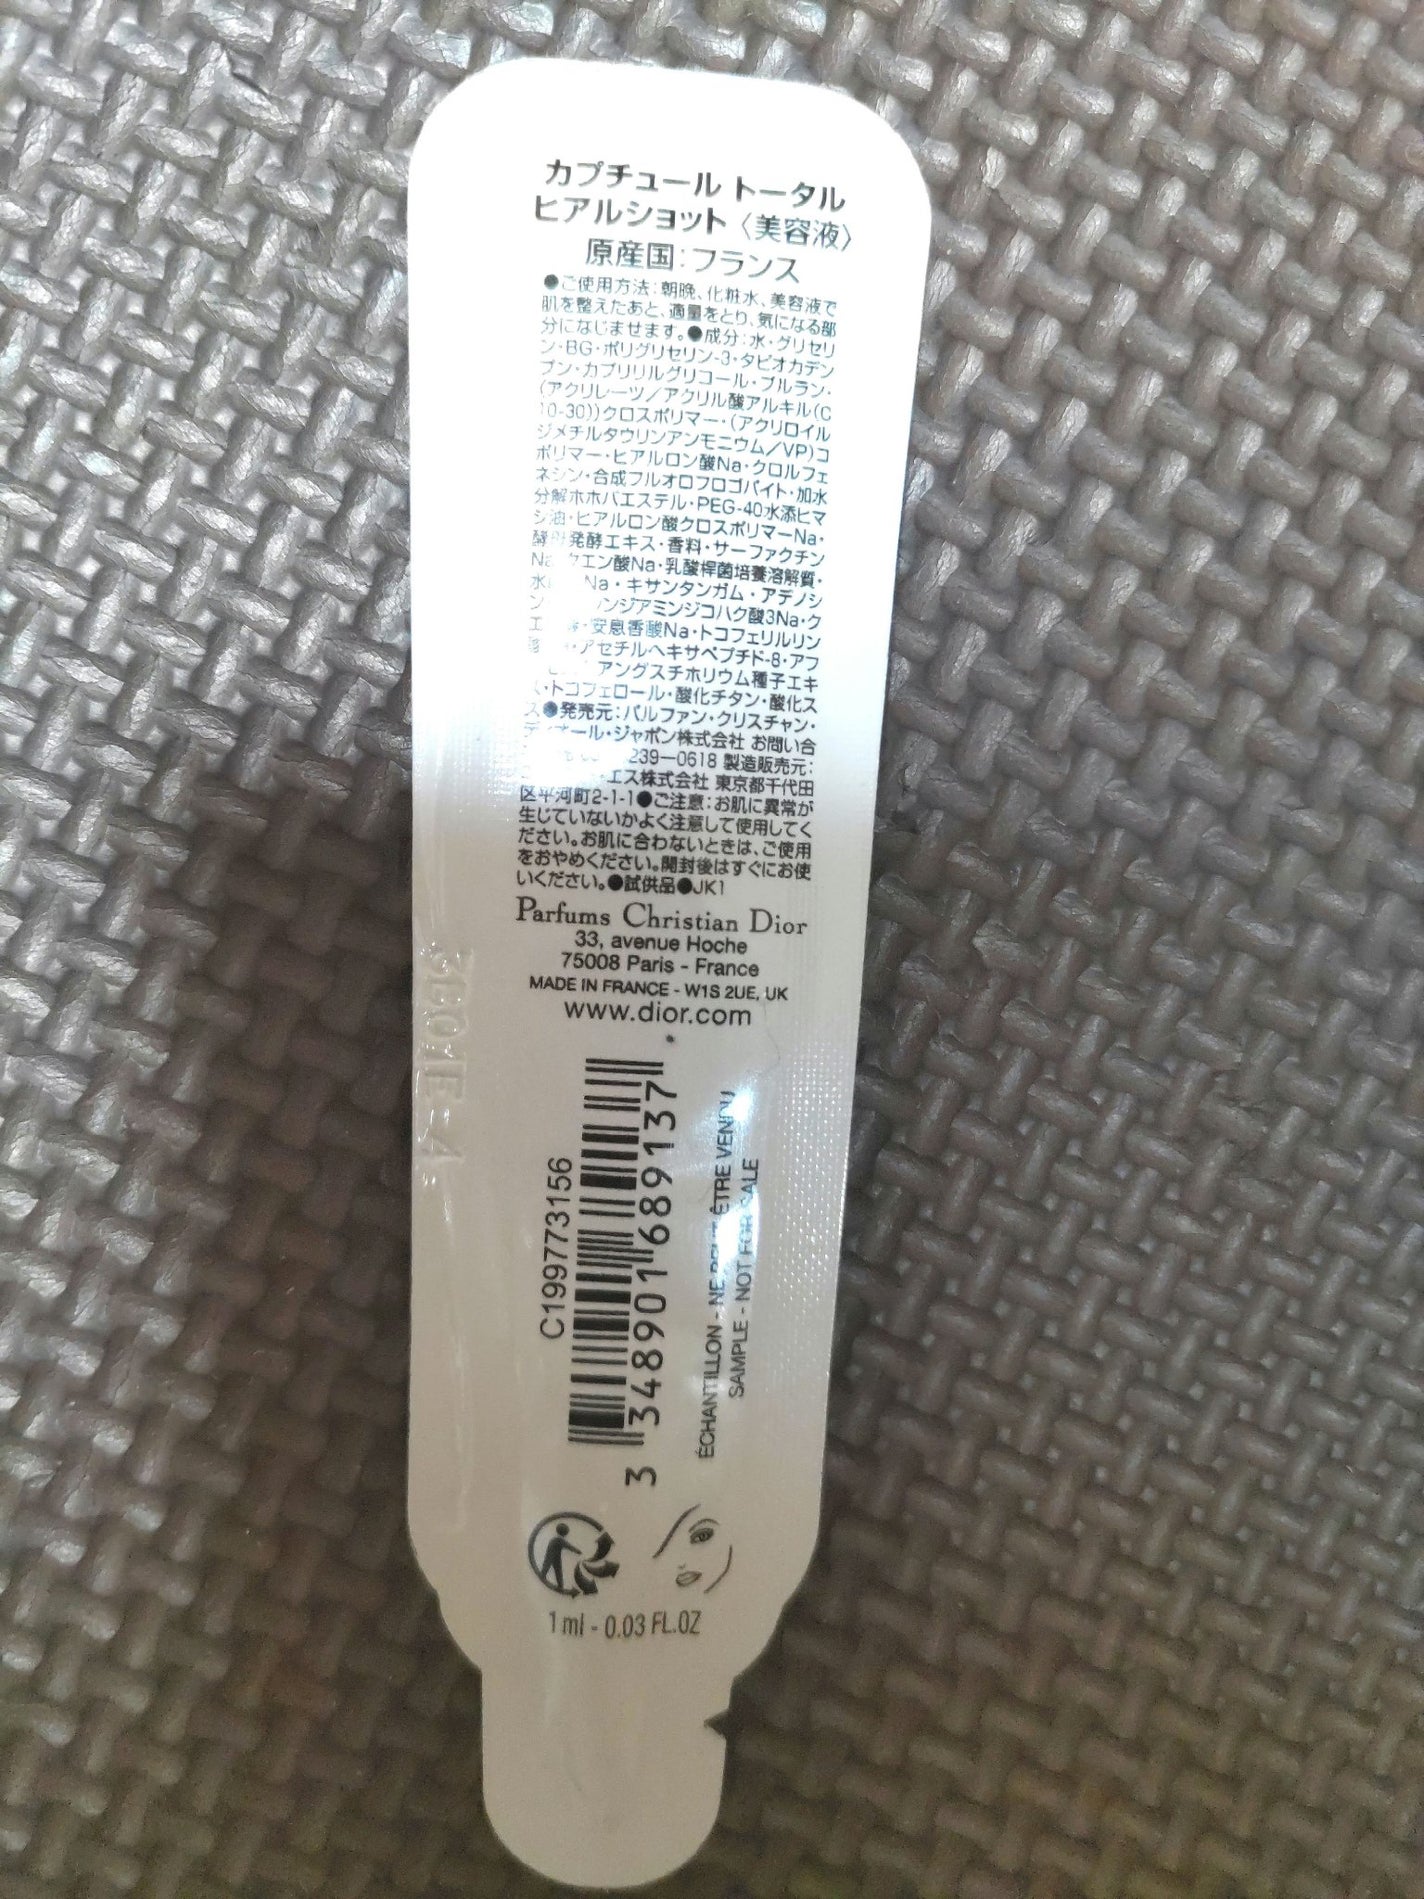 カプチュール トータル
ヒアルショット〈美容液〉
原産国:フランス
●ご使用方法:朝晩、化粧水、美容液で
肌を整えたあと、適量をとり、気になる部
分になじませます。●成分:水・グリセリ
ン・BG・ポリグリセリン-3・タピオカデン
プン・カプリリルグリコール・プルラン・
(アクリレーツ/アクリル酸アルキル(C
10-30))クロスポリマー・(アクリロイル
ジメチルタウリンアンモニウム/VP)コ
ポリマー・ヒアルロン酸Na・クロルフェ
ネシン・合成フルオロフロゴパイト・加水
分解ホホバエステル・PEG-40水添ヒマ
シ油・ヒアルロン酸クロスポリマーNa・
酵母発酵エキス・香料・サーファクチン
Na・クエン酸Na・乳酸桿菌培養溶解質・
水 Na・キサンタンガム・アデノシ
ン ンジアミンジコハク酸3Na・ク
エ 酸・安息香酸Na・トコフェリルリン
酸 ・アセチルヘキサペプチド-8・アフ
アングスチホリウム種子エキ
ス・トコフェロール・酸化チタン・酸化ス
ズ●発売元:パルファン・クリスチャン・
ディオール・ジャポン株式会社 お問い合
239-0618 製造販売元:
エス株式会社 東京都千代田
区平河町2-1-1●ご注意:お肌に異常が
生じていないかよく注意して使用してく
ださい。お肌に合わないときは、ご使用
をおやめください。開封後はすぐにお使
いください。●試供品●JK1
Parfums Christian Dior
33, avenue Hoche
75008 Paris - France
MADE IN FRANCE - W1S 2UE, UK
www.dior.com
3G01E 4
C199773156
3 348901 689137
ÉCHANTILLON - NE PEUT ÊTRE VENDU
SAMPLE - NOT FOR SALE
1 ml - 0.03 FL.OZ